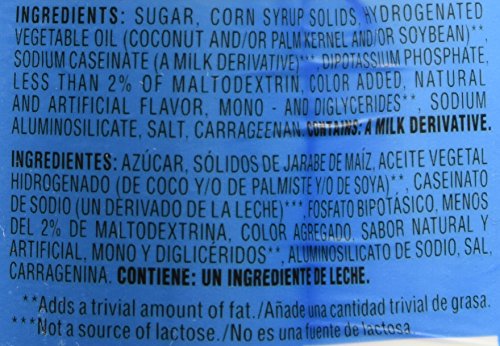 INGREDIENTS: SUGAR, CORN SYRUP SOLIDS, HYDROGENATED
VEGETABLE OIL (COCONUT AND/OR PALM KERNEL AND/OR SOYBEAN)**,
SODIUM CASEINATE (A MILK DERIVATIVE)***, DIPOTASSIUM PHOSPHATE,
LESS THAN 2% OF MALTODEXTRIN, COLOR ADDED, NATURAL
AND ARTIFICIAL FLAVOR, MONO - AND DIGLYCERIDES**, SODIUM
ALUMINOSILICATE, SALT, CARRAGEENAN. CONTAINS: A MILK DERIVATIVE.
INGREDIENTES: AZÚCAR, SÓLIDOS DE JARABE DE MAÍZ, ACEITE VEGETAL
HIDROGENADO (DE COCO Y/O DE PALMISTE Y/O DE SOYA)**, CASEINATO
DE SODIO (UN DERIVADO DE LA LECHE)*** FOSFATO BIPOTÁSICO, MENOS
DEL 2% DE MALTODEXTRINA, COLOR AGREGADO, SABOR NATURAL Y
ARTIFICIAL, MONO Y DIGLICÉRIDOS**, ALUMINOSILICATO DE SODIO, SAL,
CARRAGENINA. CONTIENE: UN INGREDIENTE DE LECHE.
**Adds a trivial amount of fat./Añade una cantidad trivial de grasa.
***Not a source of lactose./No es una fuente de lactosa.